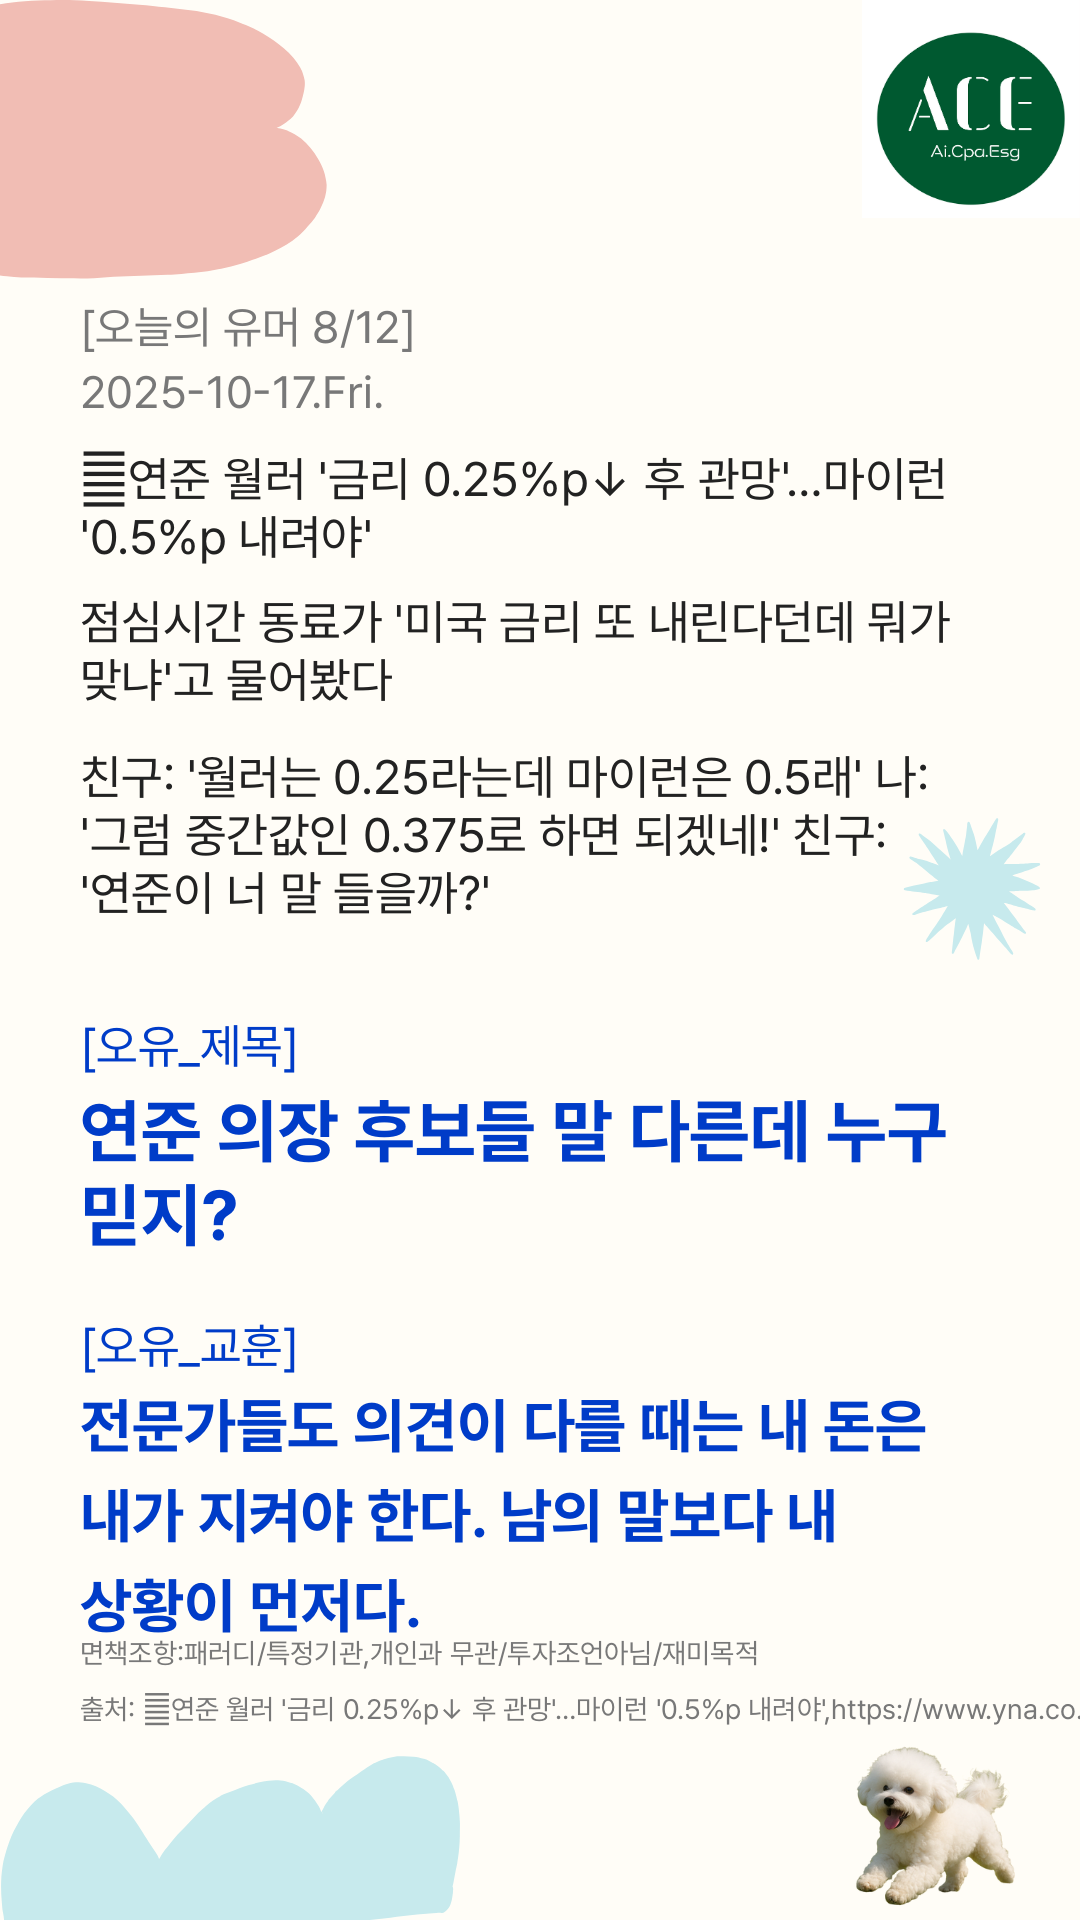 ACE
Ai.Cpa.Esg
[오늘의 유머 8/12]
2025-10-17.Fri.
䷀연준 월러 '금리 0.25%p↓ 후 관망'…마이런
'0.5%p 내려야'
점심시간 동료가 '미국 금리 또 내린다던데 뭐가
맞냐'고 물어봤다
친구: '월러는 0.25라는데 마이런은 0.5래' 나:
'그럼 중간값인 0.375로 하면 되겠네!' 친구:
'연준이 너 말 들을까?'
[오유_제목]
연준 의장 후보들 말 다른데 누구
믿지?
[오유_교훈]
전문가들도 의견이 다를 때는 내 돈은
내가 지켜야 한다. 남의 말보다 내
상황이 먼저다.
면책조항:패러디/특정기관,개인과 무관/투자조언아님/재미목적
출처: ䷀연준 월러 '금리 0.25%p↓ 후 관망'…마이런 '0.5%p 내려야',https://www.yna.co.